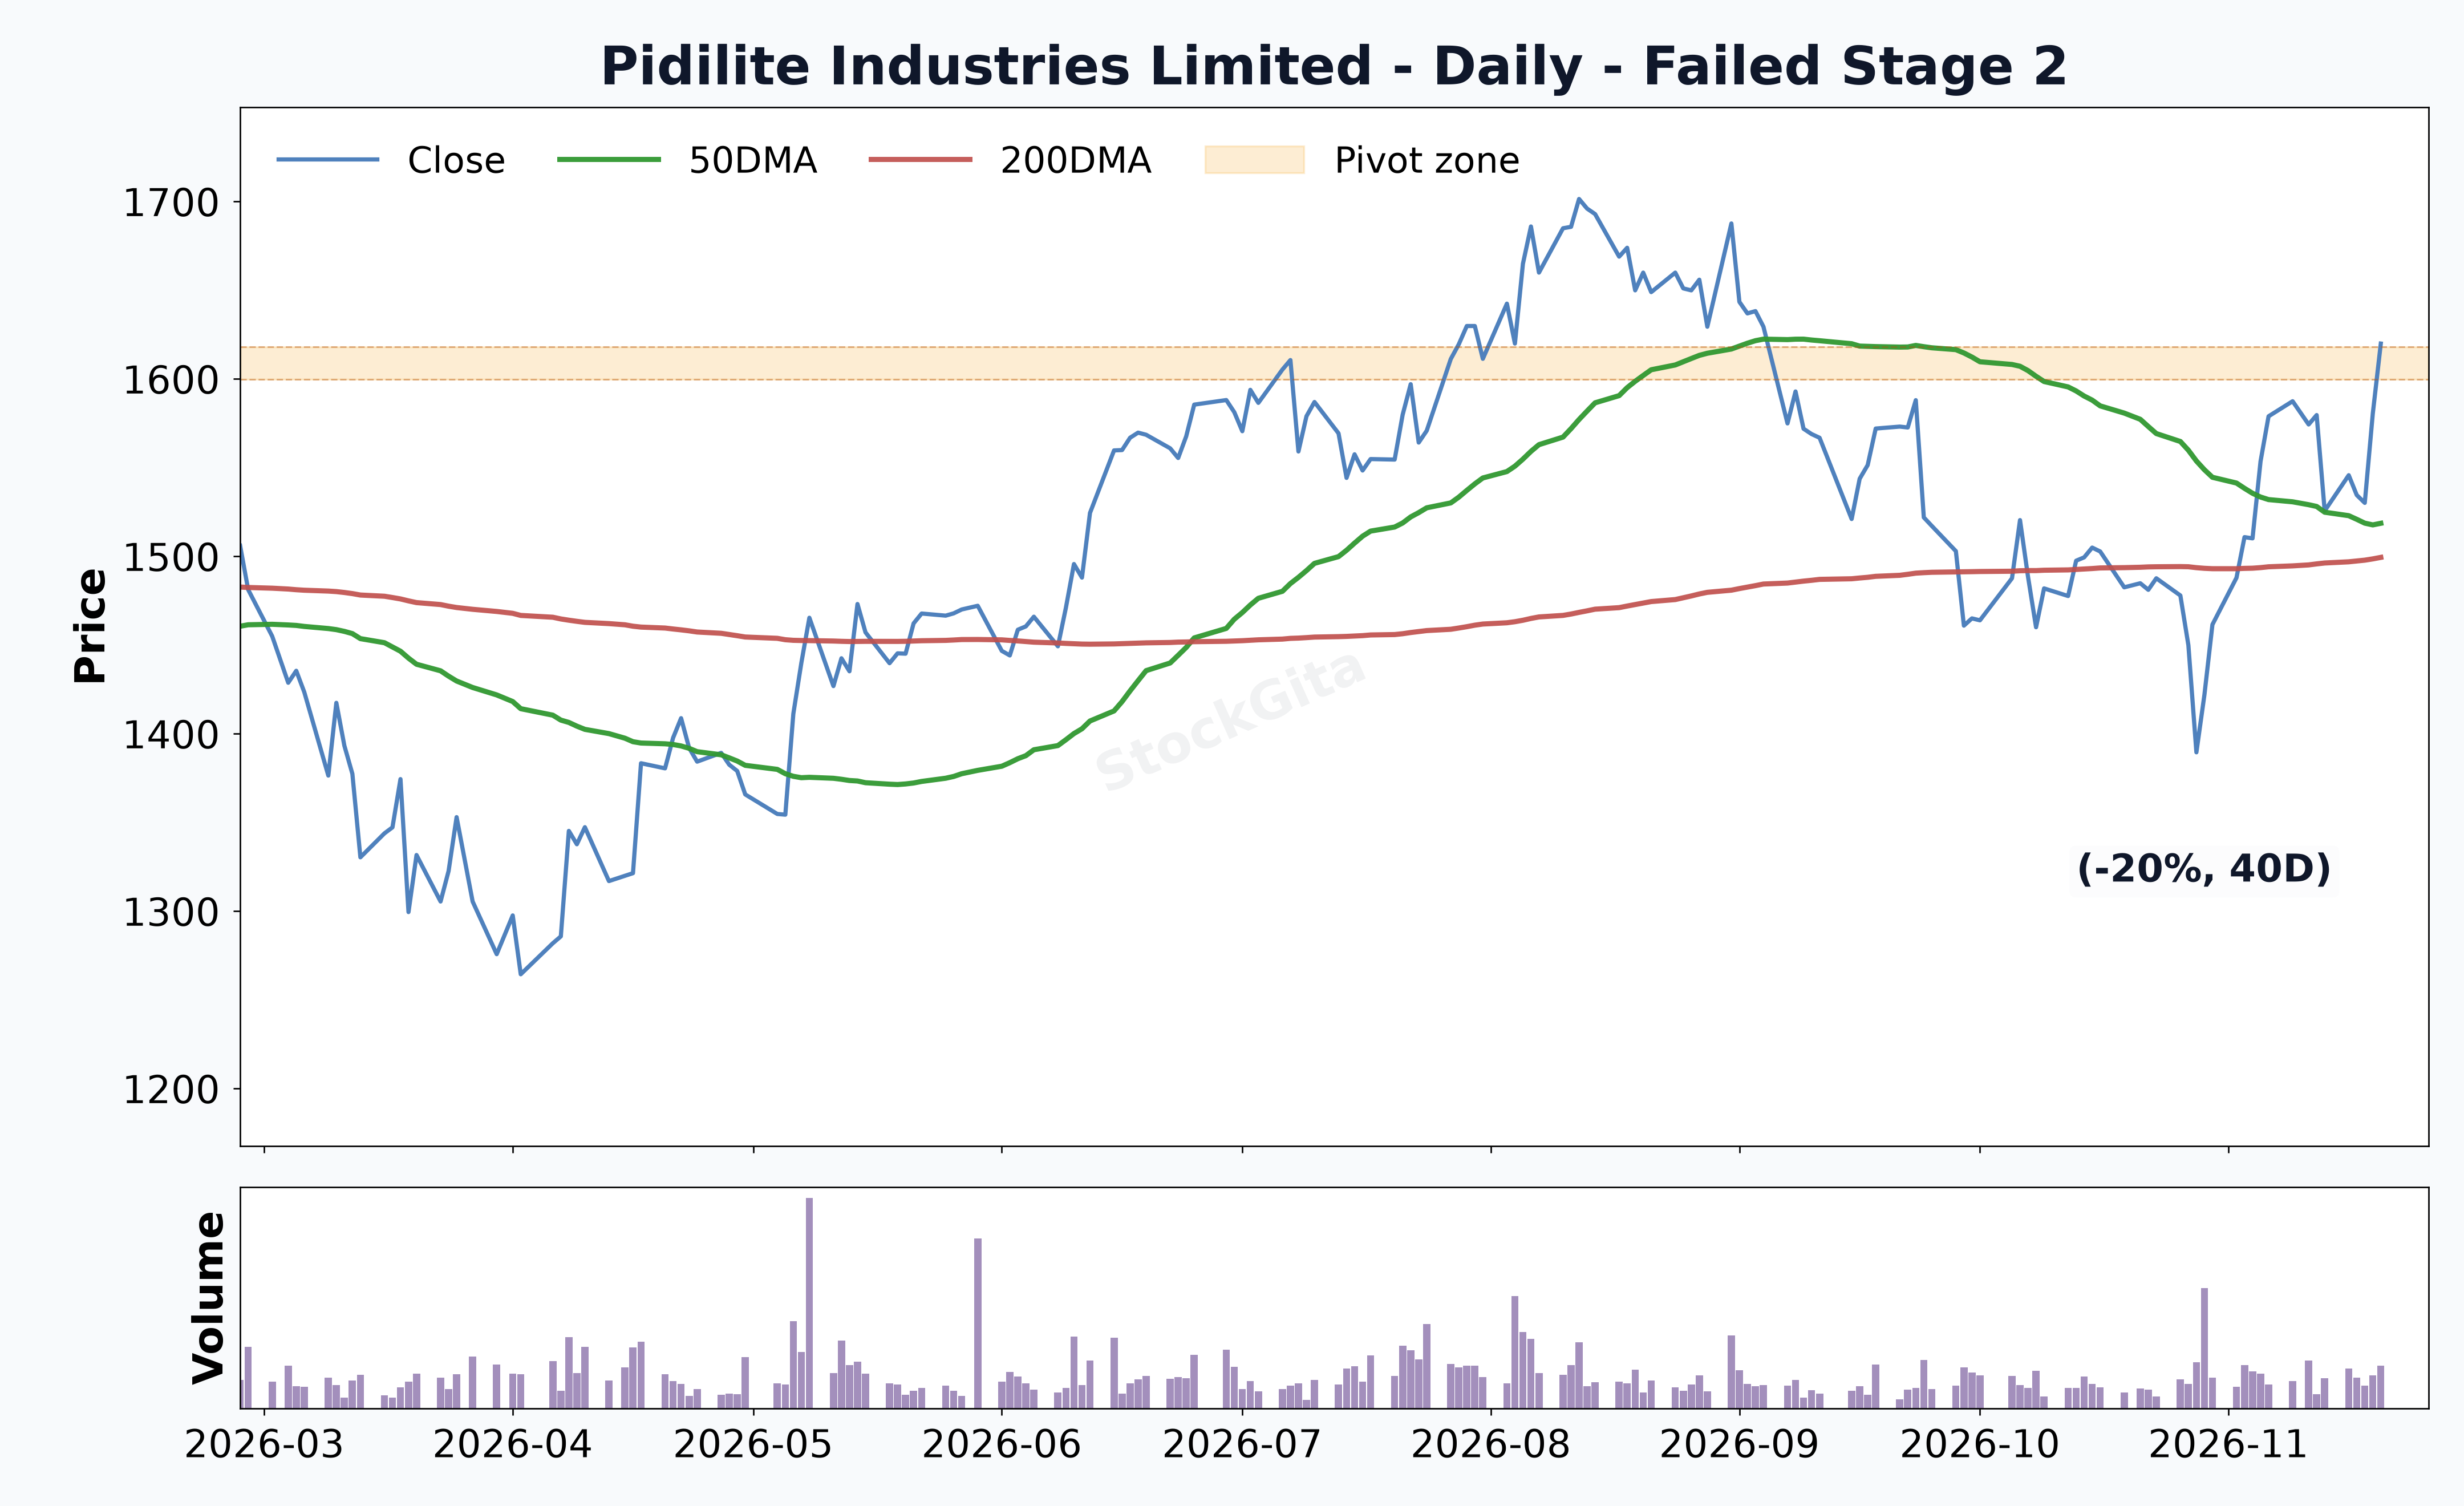 Pidilite Industries Limited - Daily - Failed Stage 2
Close 50DMA 200DMA Pivot zone
1700
1600
1500
1400
1300
1200
Price
StockGita
(-20%, 40D)
Volume
2026-03 2026-04 2026-05 2026-06 2026-07 2026-08 2026-09 2026-10 2026-11